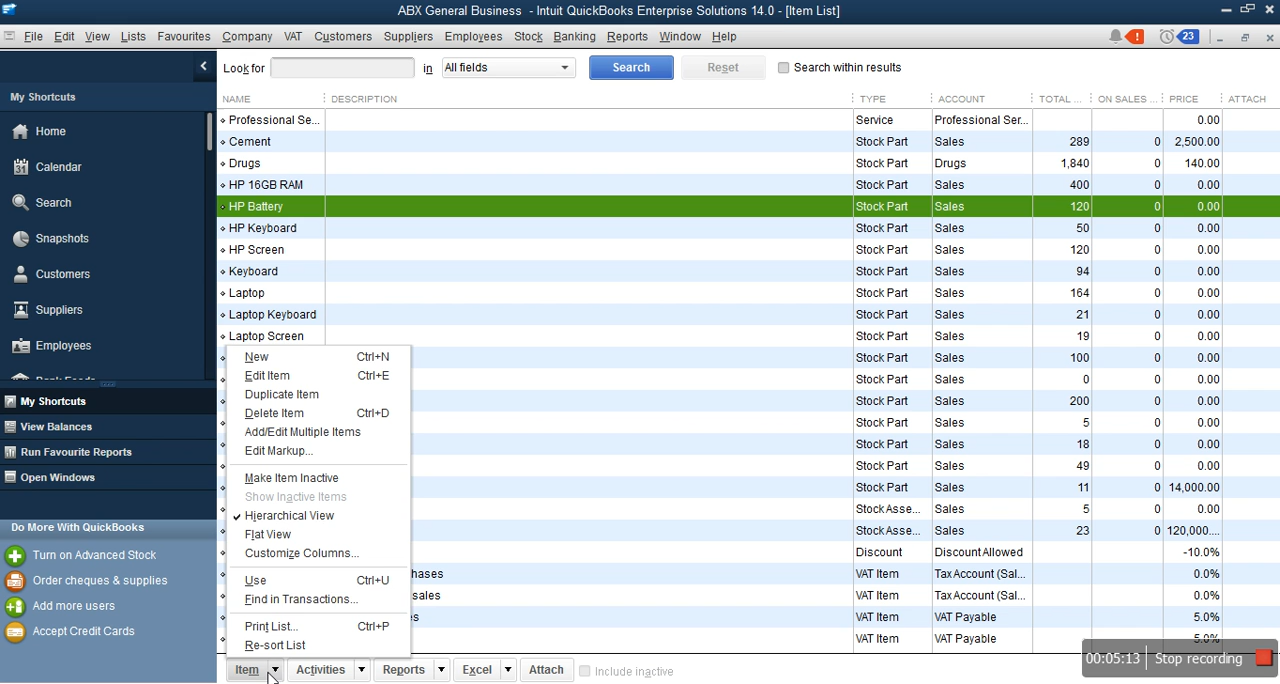 ABX General Business - Intuit QuickBooks Enterprise Solutions 14.0 - [Item List]
File Edit View Lists Favourites Company VAT Customers Suppliers Employees Stock Banking Reports Window Help ! 23
Look for in All fields Search Reset Search within results
My Shortcuts
Home
31 Calendar
Search
Snapshots
Customers
Suppliers
Employees
My Shortcuts
View Balances
Run Favourite Reports
Open Windows
Do More With QuickBooks
Turn on Advanced Stock
Order cheques & supplies
Add more users
Accept Credit Cards
NAME DESCRIPTION TYPE ACCOUNT TOTAL ... ON SALES ... PRICE ATTACH
Professional Se... Service Professional Ser... 0.00
Cement Stock Part Sales 289 0 2,500.00
Drugs Stock Part Drugs 1,840 0 140.00
HP 16GB RAM Stock Part Sales 400 0 0.00
HP Battery Stock Part Sales 120 0 0.00
HP Keyboard Stock Part Sales 50 0 0.00
HP Screen Stock Part Sales 120 0 0.00
Keyboard Stock Part Sales 94 0 0.00
Laptop Stock Part Sales 164 0 0.00
Laptop Keyboard Stock Part Sales 21 0 0.00
Laptop Screen Stock Part Sales 19 0 0.00
Stock Part Sales 100 0 0.00
Stock Part Sales 0 0 0.00
Stock Part Sales 200 0 0.00
Stock Part Sales 5 0 0.00
Stock Part Sales 18 0 0.00
Stock Part Sales 49 0 0.00
Stock Part Sales 11 0 14,000.00
Stock Asse... Sales 5 0 0.00
Stock Asse... Sales 23 0 120,000....
Discount Discount Allowed -10.0%
hases VAT Item Tax Account (Sal... 0.0%
sales VAT Item Tax Account (Sal... 0.0%
es VAT Item VAT Payable 5.0%
VAT Item VAT Payable 5.0%
New Ctrl+N
Edit Item Ctrl+E
Duplicate Item
Delete Item Ctrl+D
Add/Edit Multiple Items
Edit Markup...
Make Item Inactive
Show Inactive Items
Hierarchical View
Flat View
Customize Columns...
Use Ctrl+U
Find in Transactions...
Print List... Ctrl+P
Re-sort List
Item Activities Reports Excel Attach Include inactive
00:05:13 Stop recording